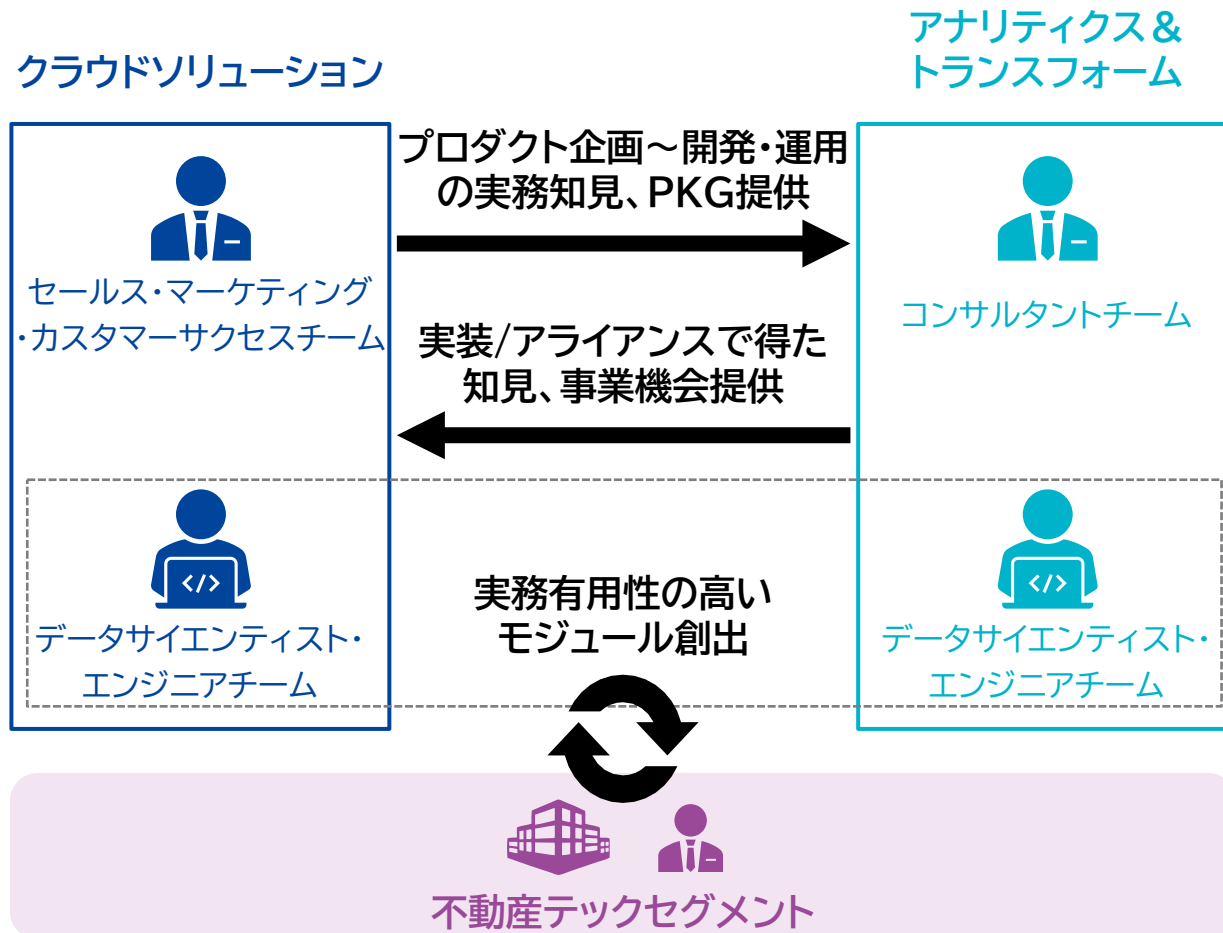 クラウドソリューション
アナリティクス&
トランスフォーム
プロダクト企画~開発・運用
の実務知見、PKG提供
セールス・マーケティング
・カスタマーサクセスチーム
コンサルタントチーム
実装/アライアンスで得た
知見、事業機会提供
</>
データサイエンティスト・
エンジニアチーム
実務有用性の高い
モジュール創出
</>
データサイエンティスト・
エンジニアチーム
不動産テックセグメント